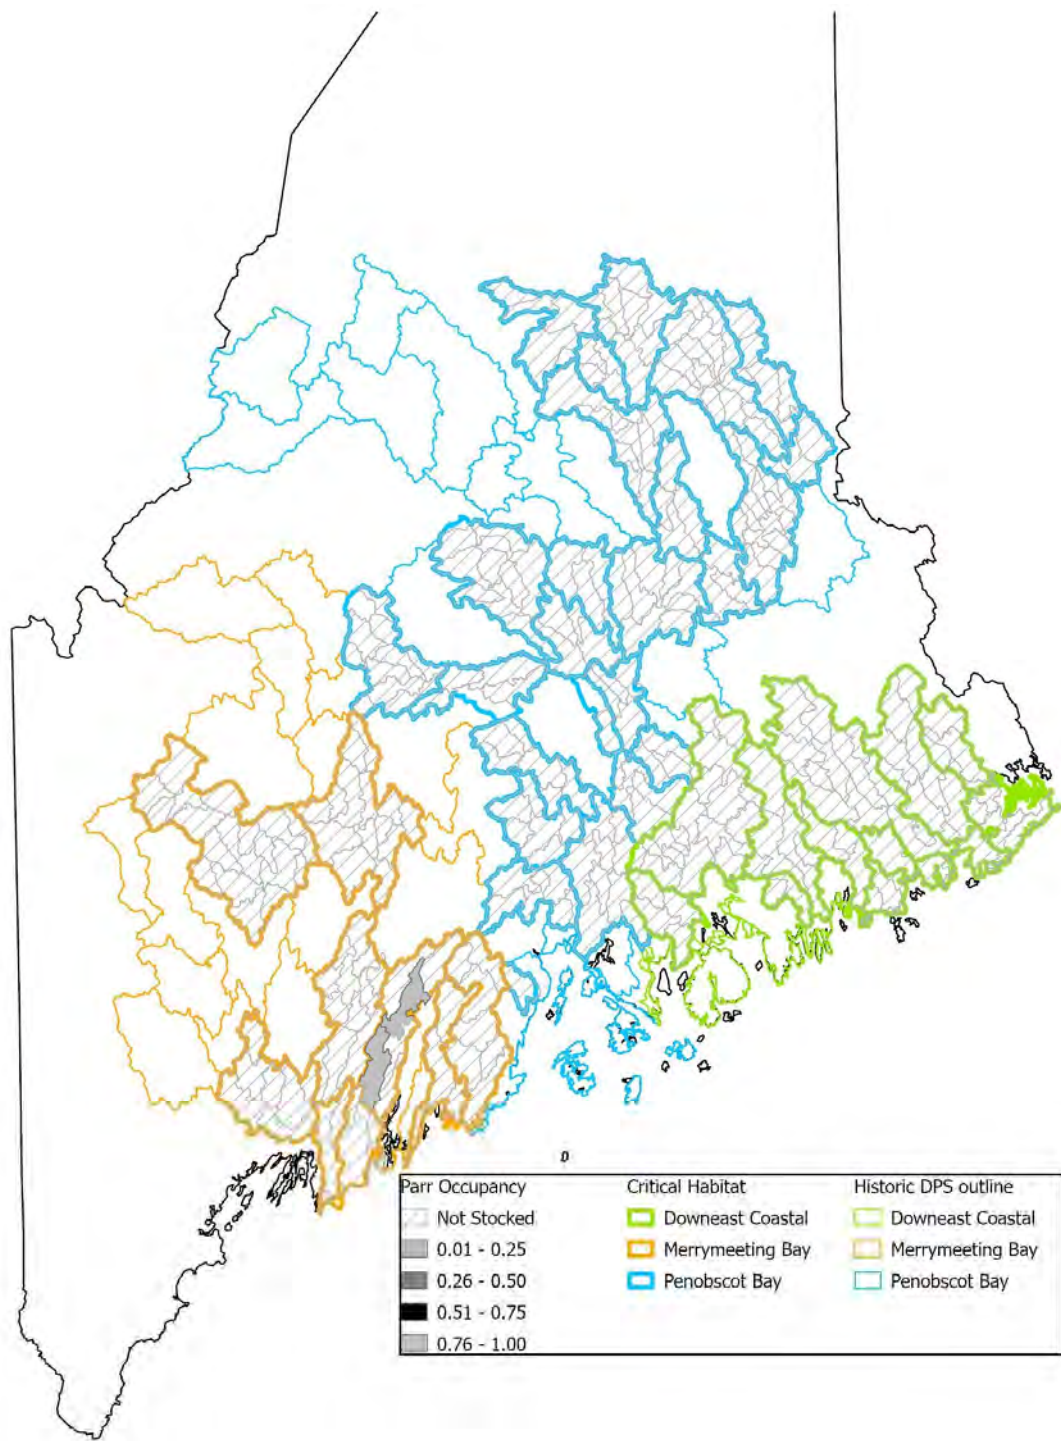 Parr Occupancy
Not Stocked
0.01 - 0.25
0.26 - 0.50
0.51 - 0.75
0.76 - 1.00
Critical Habitat
Downeast Coastal
Merrymeeting Bay
Penobscot Bay
Historic DPS outline
Downeast Coastal
Merrymeeting Bay
Penobscot Bay